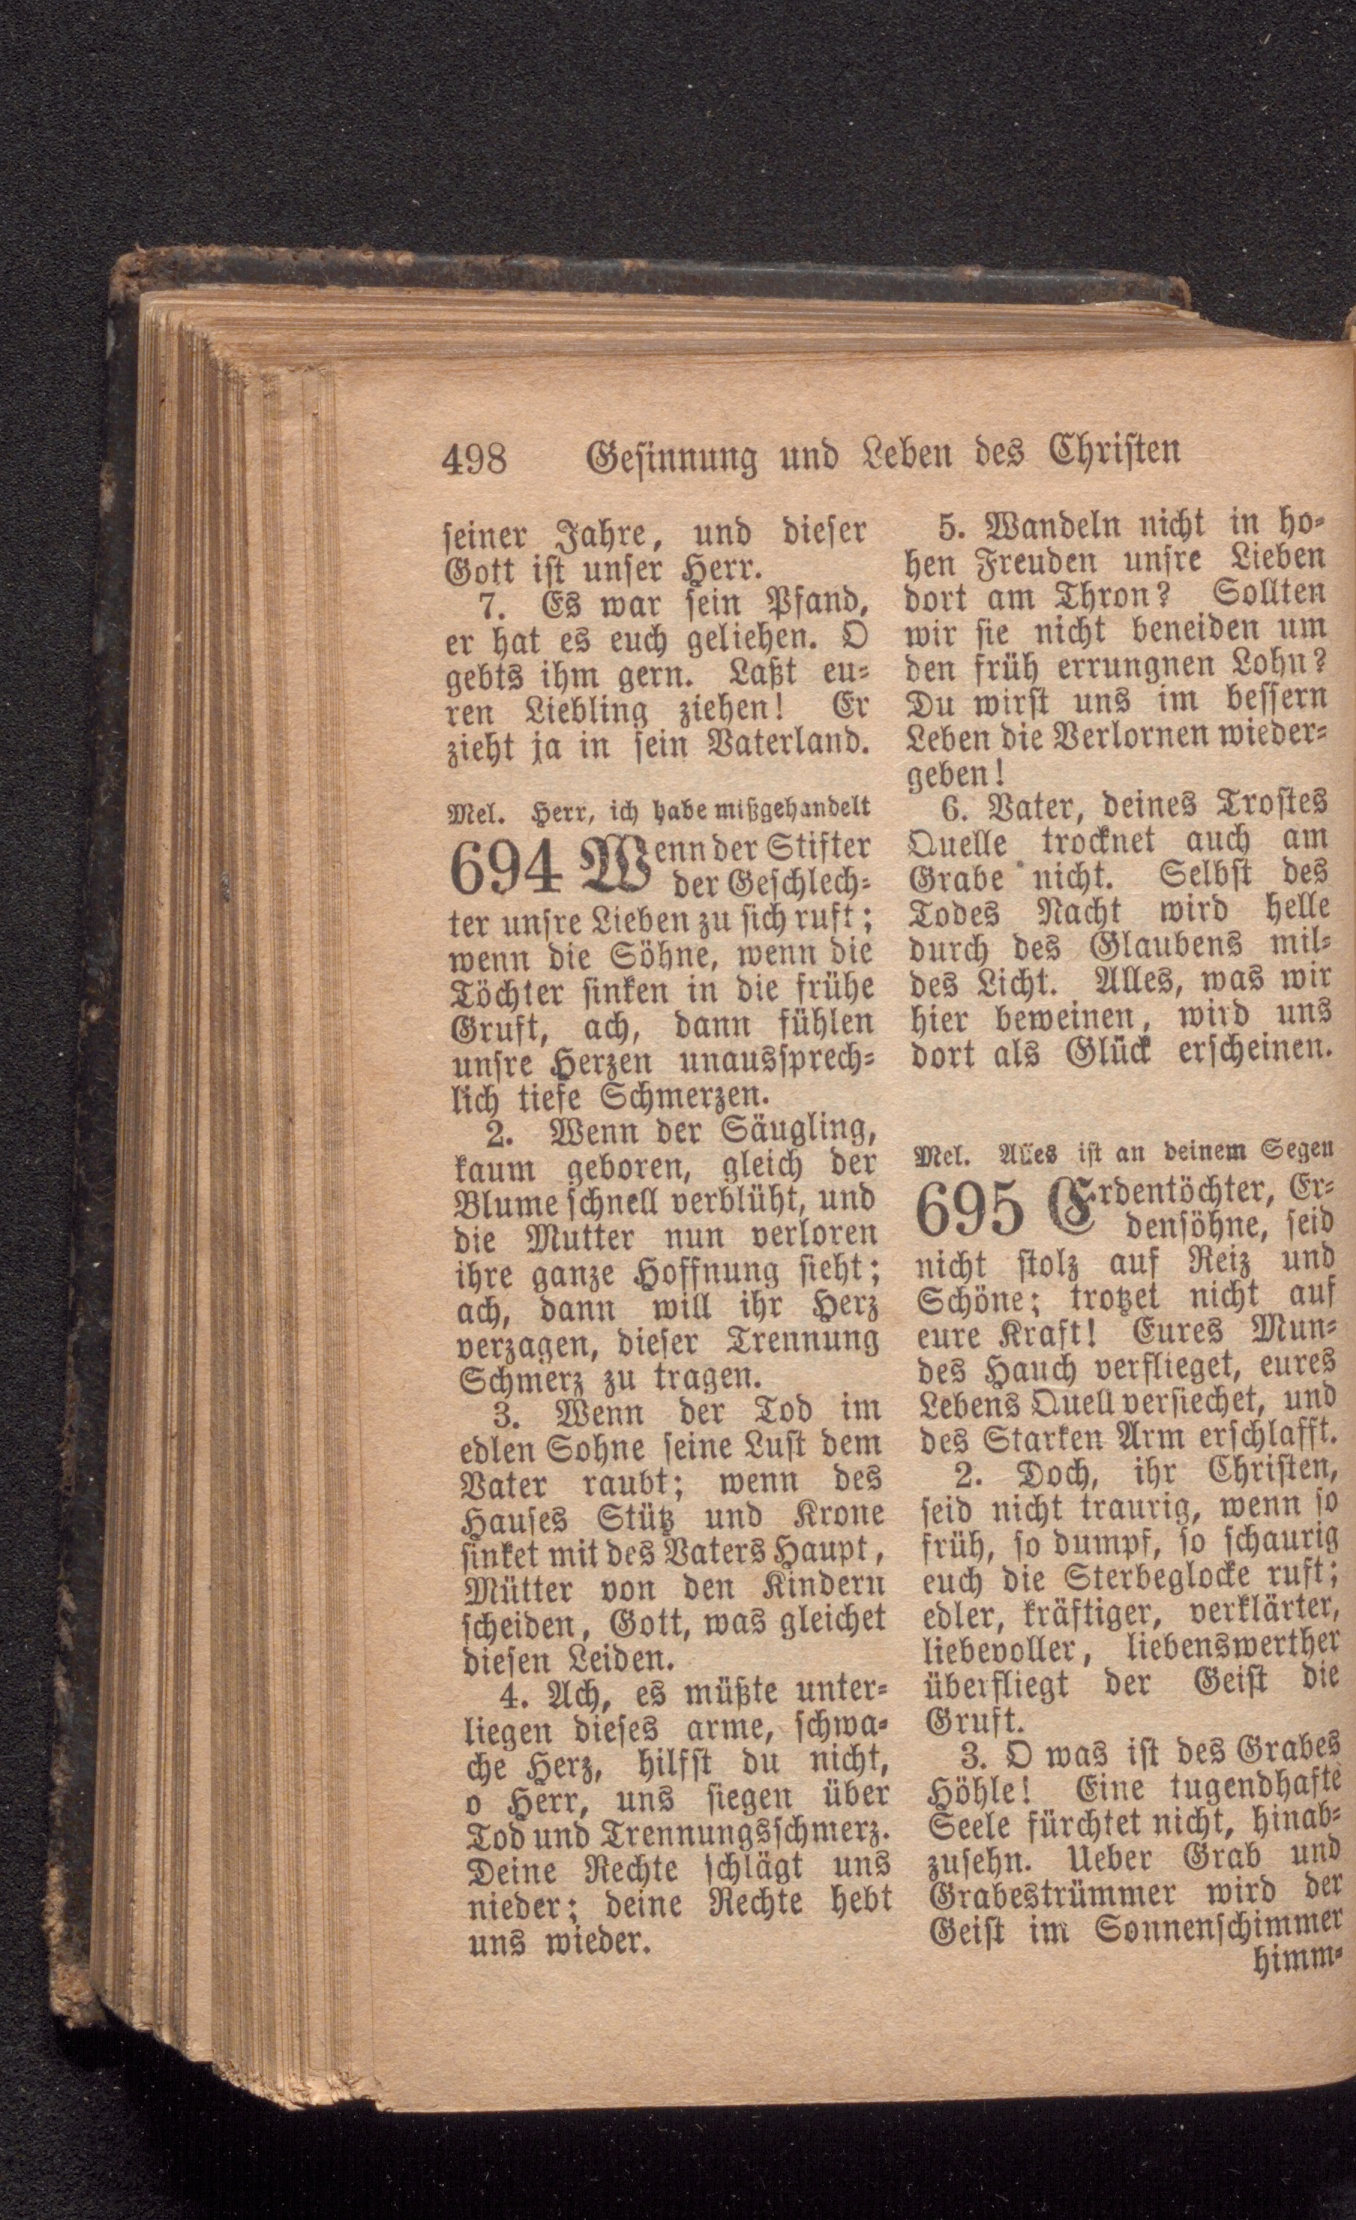 498 Gesinnung und Leben des Christen
seiner Jahre, und dieser
Gott ist unser Herr.
7. Es war sein Pfand,
er hat es euch geliehen. O
gebts ihm gern. Laßt eu-
ren Liebling ziehen! Er
zieht ja in sein Vaterland.
Mel. Herr, ich habe mißgehandelt
694 Wenn der Stifter
der Geschlech-
ter unsre Lieben zu sich ruft;
wenn die Söhne, wenn die
Töchter sinken in die frühe
Gruft, ach, dann fühlen
unsre Herzen unaussprech-
lich tiefe Schmerzen.
2. Wenn der Säugling,
kaum geboren, gleich der
Blume schnell verblüht, und
die Mutter nun verloren
ihre ganze Hoffnung sieht;
ach, dann will ihr Herz
verzagen, dieser Trennung
Schmerz zu tragen.
3. Wenn der Tod im
edlen Sohne seine Lust dem
Vater raubt; wenn des
Hauses Stütz und Krone
sinket mit des Vaters Haupt,
Mütter von den Kindern
scheiden, Gott, was gleichet
diesen Leiden.
4. Ach, es müßte unter-
liegen dieses arme, schwa-
che Herz, hilfst du nicht,
o Herr, uns siegen über
Tod und Trennungsschmerz.
Deine Rechte schlägt uns
nieder; deine Rechte hebt
uns wieder.
5. Wandeln nicht in ho-
hen Freuden unsre Lieben
dort am Thron? Sollten
wir sie nicht beneiden um
den früh errungnen Lohn?
Du wirst uns im bessern
Leben die Verlornen wieder-
geben!
6. Vater, deines Trostes
Quelle trocknet auch am
Grabe nicht. Selbst des
Todes Nacht wird helle
durch des Glaubens mil-
des Licht. Alles, was wir
hier beweinen, wird uns
dort als Glück erscheinen.
Mel. Alles ist an deinem Segen
695 Erdentöchter, Er-
densöhne, seid
nicht stolz auf Reiz und
Schöne; trotzet nicht auf
eure Kraft! Eures Mun-
des Hauch verflieget, eures
Lebens Quell versiechet, und
des Starken Arm erschlafft.
2. Doch, ihr Christen,
seid nicht traurig, wenn so
früh, so dumpf, so schaurig
euch die Sterbeglocke ruft;
edler, kräftiger, verklärter,
liebevoller, liebenswerther
überfliegt der Geist die
Gruft.
3. O was ist des Grabes
Höhle! Eine tugendhafte
Seele fürchtet nicht, hinab-
zusehn. Ueber Grab und
Grabestrümmer wird der
Geist im Sonnenschimmer
himm-